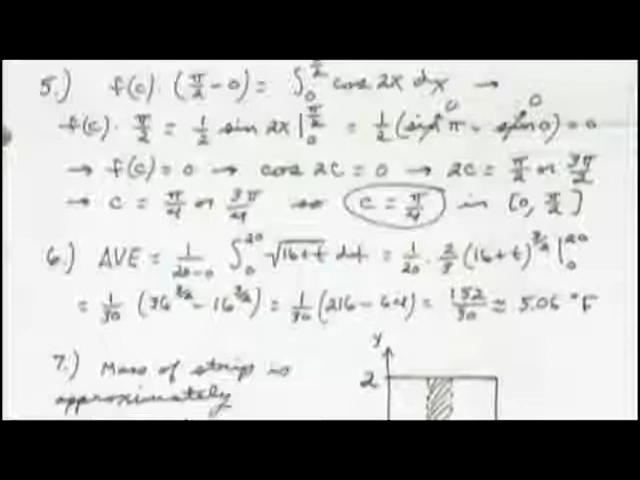 5.) f(c) · (π/2 - 0) = ∫₀^(π/2) cos 2x dx →
f(c) · π/2 = 1/2 sin 2x |₀^(π/2) = 1/2 (sin π - sin 0) = 0
→ f(c) = 0 → cos 2c = 0 → 2c = π/2 or 3π/2
→ c = π/4 or 3π/4 so c = π/4 in [0, π/2]
6.) AVE = 1/(20-0) ∫₀^20 √(16+t) dt = 1/20 · 2/3 (16+t)^(3/2) |₀^20
= 1/30 (36^(3/2) - 16^(3/2)) = 1/30 (216 - 64) = 152/30 ≈ 5.06 °F
7.) Mass of strip is
approximately
y
2